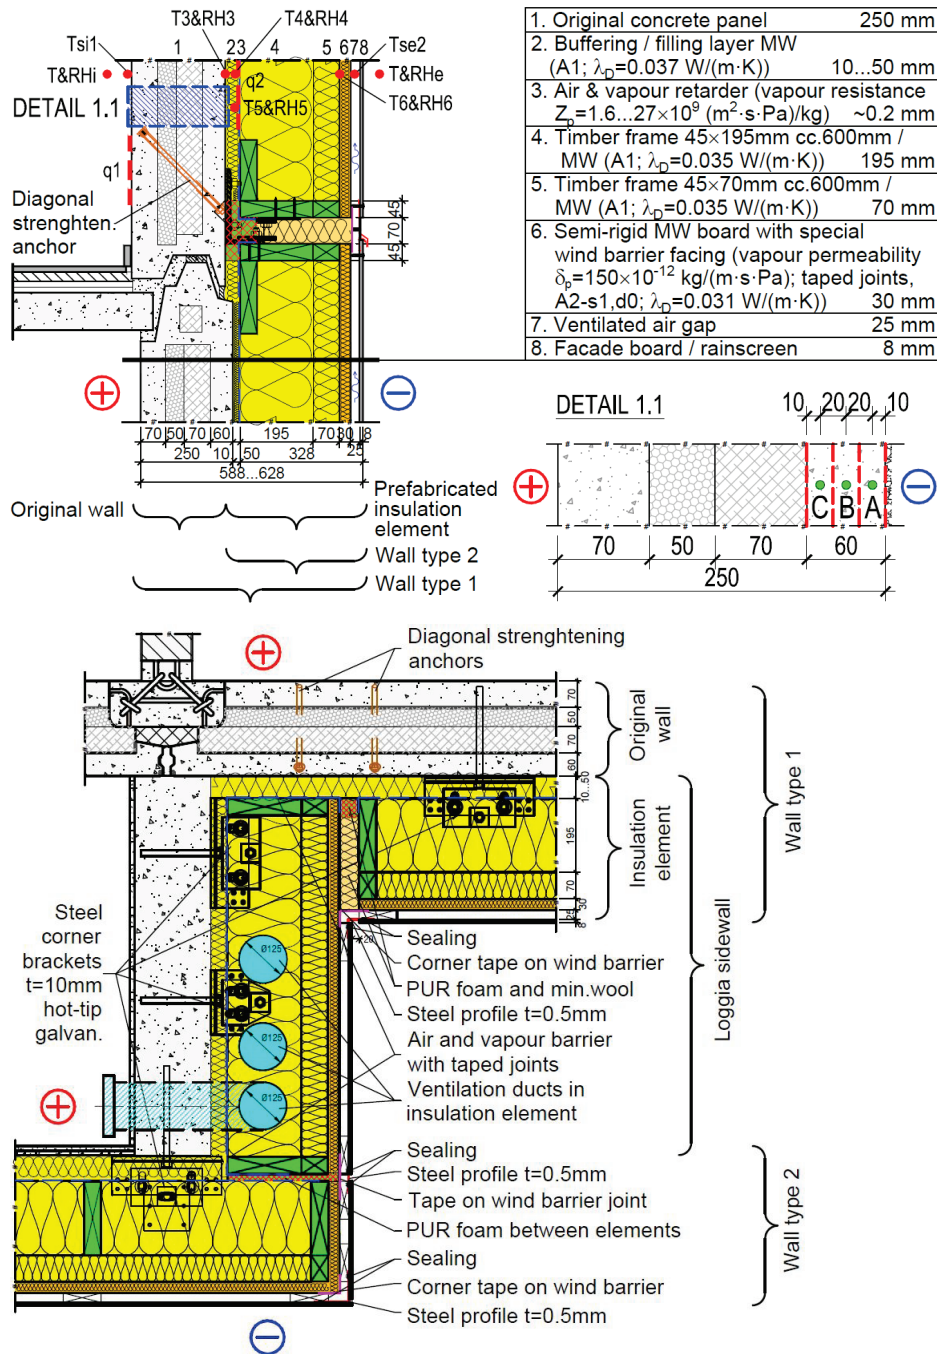 T3&RH3
T4&RH4
Tsi1
1
2
3
4
5
6
7
8
Tse2
T&RHi
q2
T&RHe
DETAIL 1.1
T5&RH5
T6&RH6
q1
Diagonal
strenghten.
anchor
45
70
45
70
50
70
60
195
70
30
8
250
10
50
328
25
588...628
Original wall
Prefabricated
insulation
element
Wall type 2
Wall type 1
1. Original concrete panel 250 mm
2. Buffering / filling layer MW
(A1; λD=0.037 W/(m·K)) 10...50 mm
3. Air & vapour retarder (vapour resistance
Zp=1.6...27×10⁹ (m²·s·Pa)/kg) ~0.2 mm
4. Timber frame 45×195mm cc.600mm /
MW (A1; λD=0.035 W/(m·K)) 195 mm
5. Timber frame 45×70mm cc.600mm /
MW (A1; λD=0.035 W/(m·K)) 70 mm
6. Semi-rigid MW board with special
wind barrier facing (vapour permeability
δp=150×10⁻¹² kg/(m·s·Pa); taped joints,
A2-s1,d0; λD=0.031 W/(m·K)) 30 mm
7. Ventilated air gap 25 mm
8. Facade board / rainscreen 8 mm
DETAIL 1.1
10
20
20
10
C
B
A
70
50
70
60
250
Diagonal strenghtening
anchors
70
50
70
60
10...50
195
70
30
25
8
Original
wall
Insulation
element
Wall type 1
Loggia sidewall
Wall type 2
20
Ø125
Ø125
Ø125
Steel
corner
brackets
t=10mm
hot-tip
galvan.
Sealing
Corner tape on wind barrier
PUR foam and min.wool
Steel profile t=0.5mm
Air and vapour barrier
with taped joints
Ventilation ducts in
insulation element
Sealing
Steel profile t=0.5mm
Tape on wind barrier joint
PUR foam between elements
Sealing
Corner tape on wind barrier
Steel profile t=0.5mm